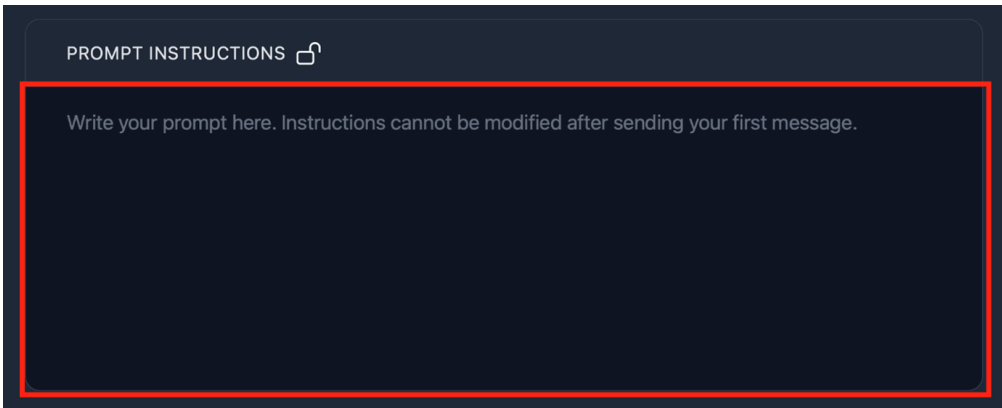 PROMPT INSTRUCTIONS
Write your prompt here. Instructions cannot be modified after sending your first message.